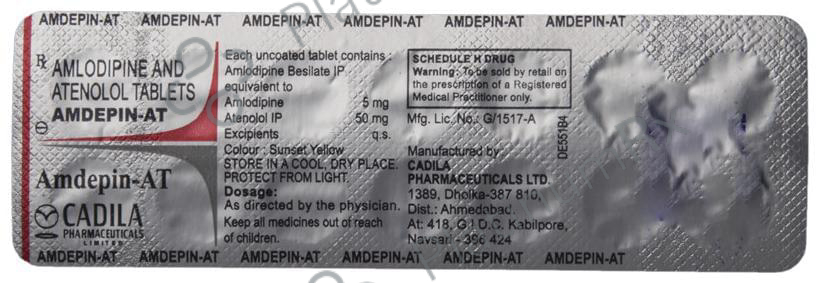 AMDEPIN-AT AMDEPIN-AT AMDEPIN-AT AMDEPIN-AT AMDEPIN-AT AMDEPIN-AT
℞ AMLODIPINE AND
ATENOLOL TABLETS
AMDEPIN-AT
Amdepin-AT
CADILA
PHARMACEUTICALS
LIMITED
Each uncoated tablet contains :
Amlodipine Besilate IP
equivalent to
Amlodipine 5 mg
Atenolol IP 50 mg
Excipients q.s.
Colour : Sunset Yellow
STORE IN A COOL, DRY PLACE.
PROTECT FROM LIGHT.
Dosage:
As directed by the physician.
Keep all medicines out of reach
of children.
SCHEDULE H DRUG
Warning: To be sold by retail on
the prescription of a Registered
Medical Practitioner only.
Mfg. Lic. No.: G/1517-A
Manufactured by
CADILA
PHARMACEUTICALS LTD.
1389, Dholka-387 810,
Dist.: Ahmedabad.
At: 418, G.I.D.C. Kabilpore,
Navsari - 396 424
DE551B4
AMDEPIN-AT AMDEPIN-AT AMDEPIN-AT AMDEPIN-AT AMDEPIN-AT AMDEPIN-AT